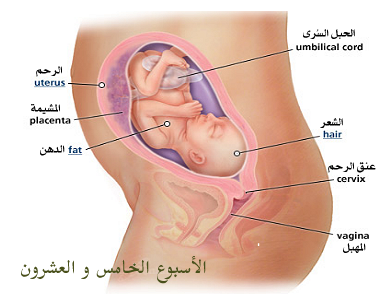 الحبل السرى
umbilical cord
الرحم
uterus
المشيمة
placenta
الدهن fat
الشعر
hair
عنق الرحم
cervix
vagina
المهبل
الأسبوع الخامس و العشرون